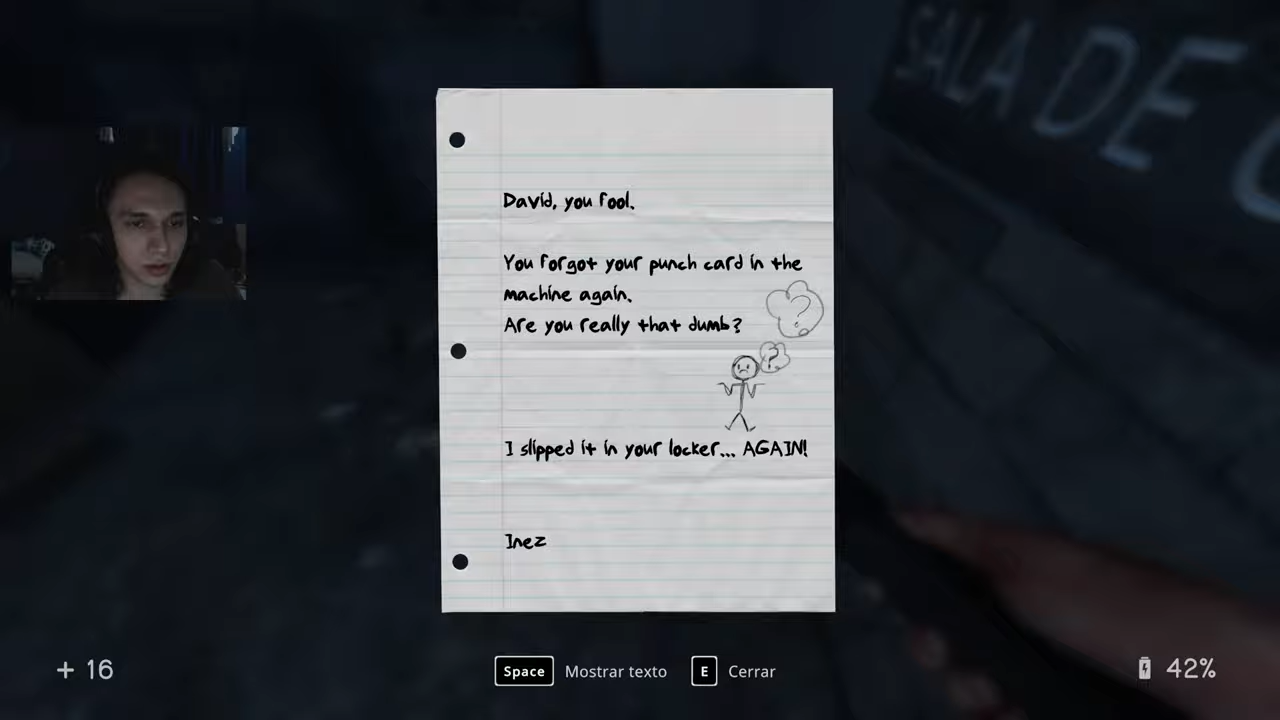 SALA DE
David, you fool.
You forgot your punch card in the
machine again.
Are you really that dumb?
?
?
I slipped it in your locker... AGAIN!
Inez
+ 16
Space Mostrar texto E Cerrar
42%